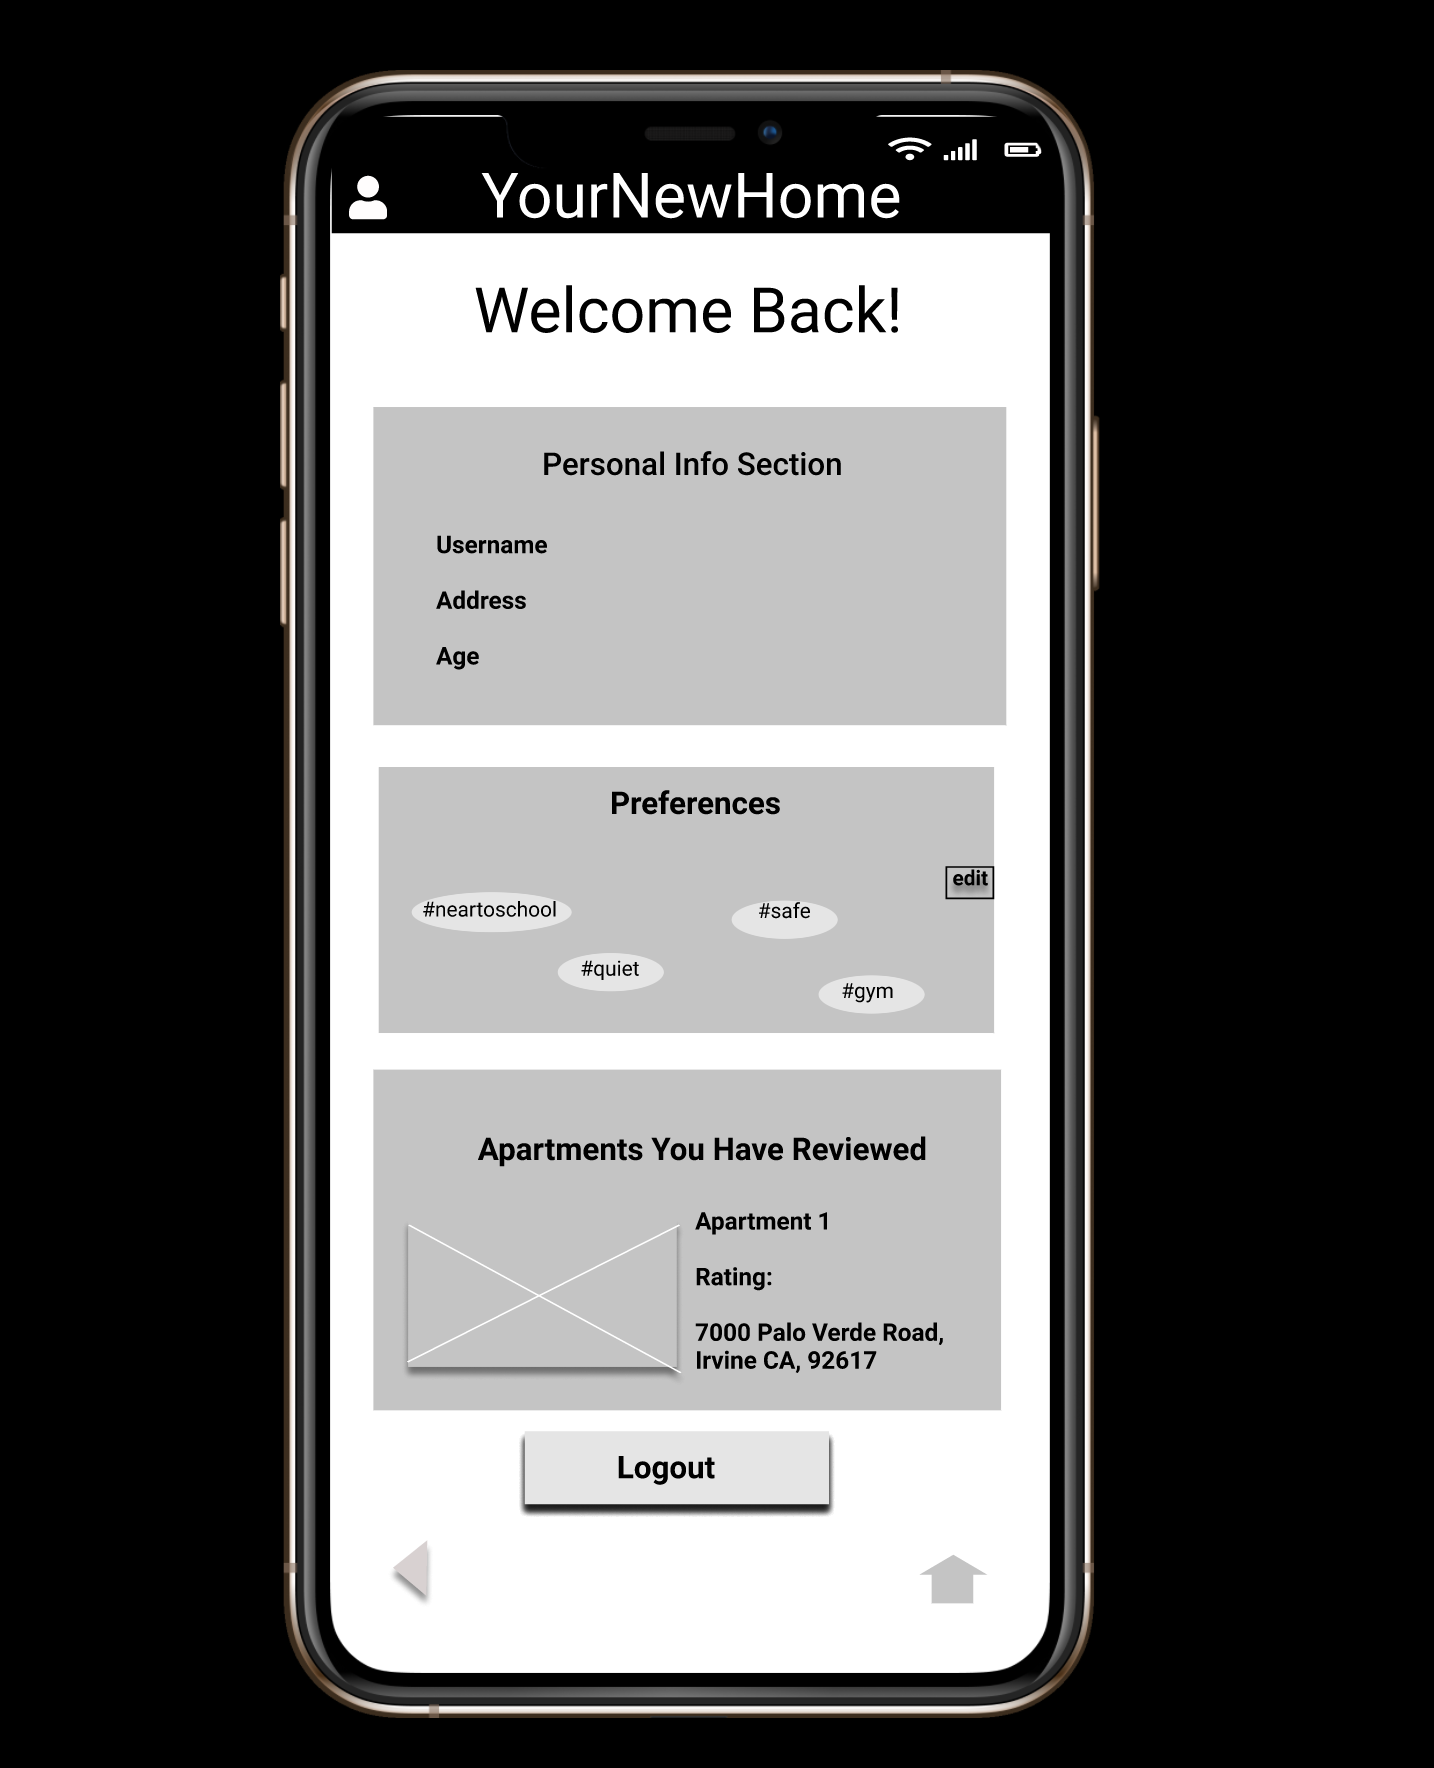 YourNewHome
Welcome Back!
Personal Info Section
Username
Address
Age
Preferences
edit
#neartoschool
#safe
#quiet
#gym
Apartments You Have Reviewed
Apartment 1
Rating:
7000 Palo Verde Road,
Irvine CA, 92617
Logout